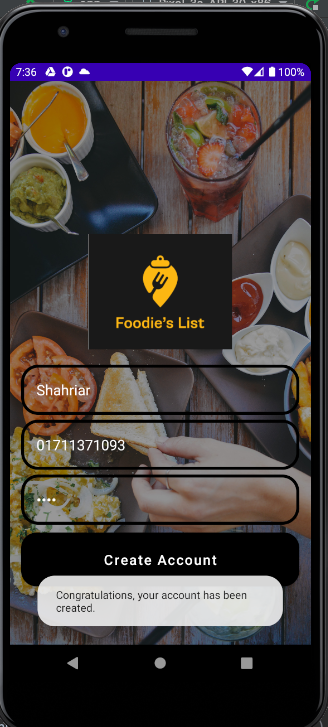 7:36
100%
Foodie's List
Shahriar
01711371093
••••
Create Account
Congratulations, your account has been
created.